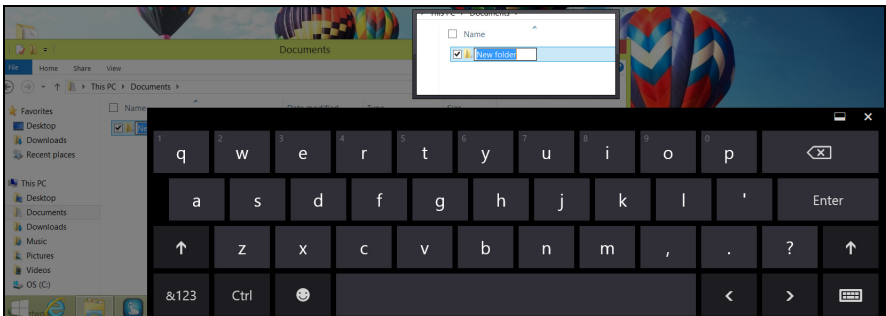 This PC › Documents ›
Name
New folder
Documents
File Home Share View
This PC › Documents ›
Favorites
Desktop
Downloads
Recent places
This PC
Desktop
Documents
Downloads
Music
Pictures
Videos
OS (C:)
Name Date modified Type Size
Ne
1 2 3 4 5 6 7 8 9 0
q w e r t y u i o p
a s d f g h j k l ' Enter
z x c v b n m , . ?
&123 Ctrl < >